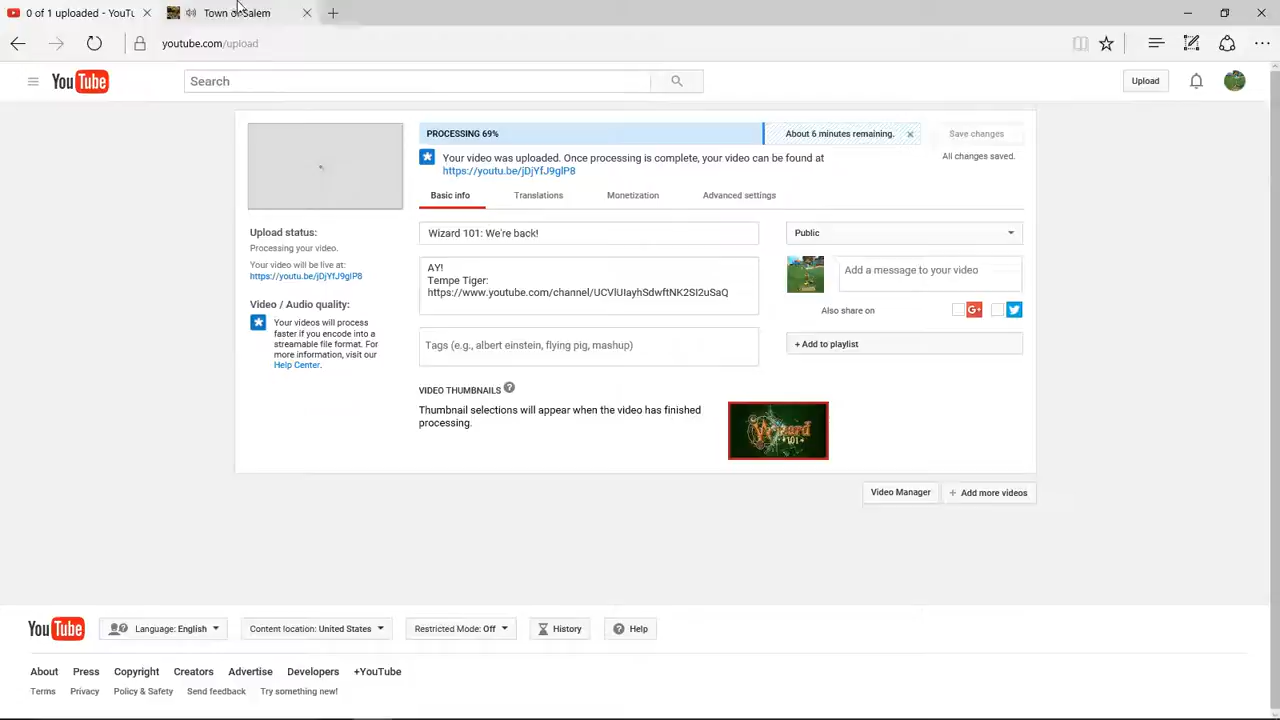 0 of 1 uploaded - YouTu
Town of Salem
youtube.com/upload
YouTube
Search
Upload
PROCESSING 69%
About 6 minutes remaining.
Save changes
Your video was uploaded. Once processing is complete, your video can be found at
https://youtu.be/jDjYfJ9glP8
All changes saved.
Basic info
Translations
Monetization
Advanced settings
Upload status:
Processing your video.
Your video will be live at:
https://youtu.be/jDjYfJ9glP8
Video / Audio quality:
Your videos will process
faster if you encode into a
streamable file format. For
more information, visit our
Help Center.
Wizard 101: We're back!
AY!
Tempe Tiger:
https://www.youtube.com/channel/UCVlUIayhSdwftNK2SI2uSaQ
Tags (e.g., albert einstein, flying pig, mashup)
Public
Add a message to your video
Also share on
+ Add to playlist
VIDEO THUMBNAILS ?
Thumbnail selections will appear when the video has finished
processing.
Wizard
101
Video Manager
+ Add more videos
YouTube
Language: English
Content location: United States
Restricted Mode: Off
History
Help
About
Press
Copyright
Creators
Advertise
Developers
+YouTube
Terms
Privacy
Policy & Safety
Send feedback
Try something new!